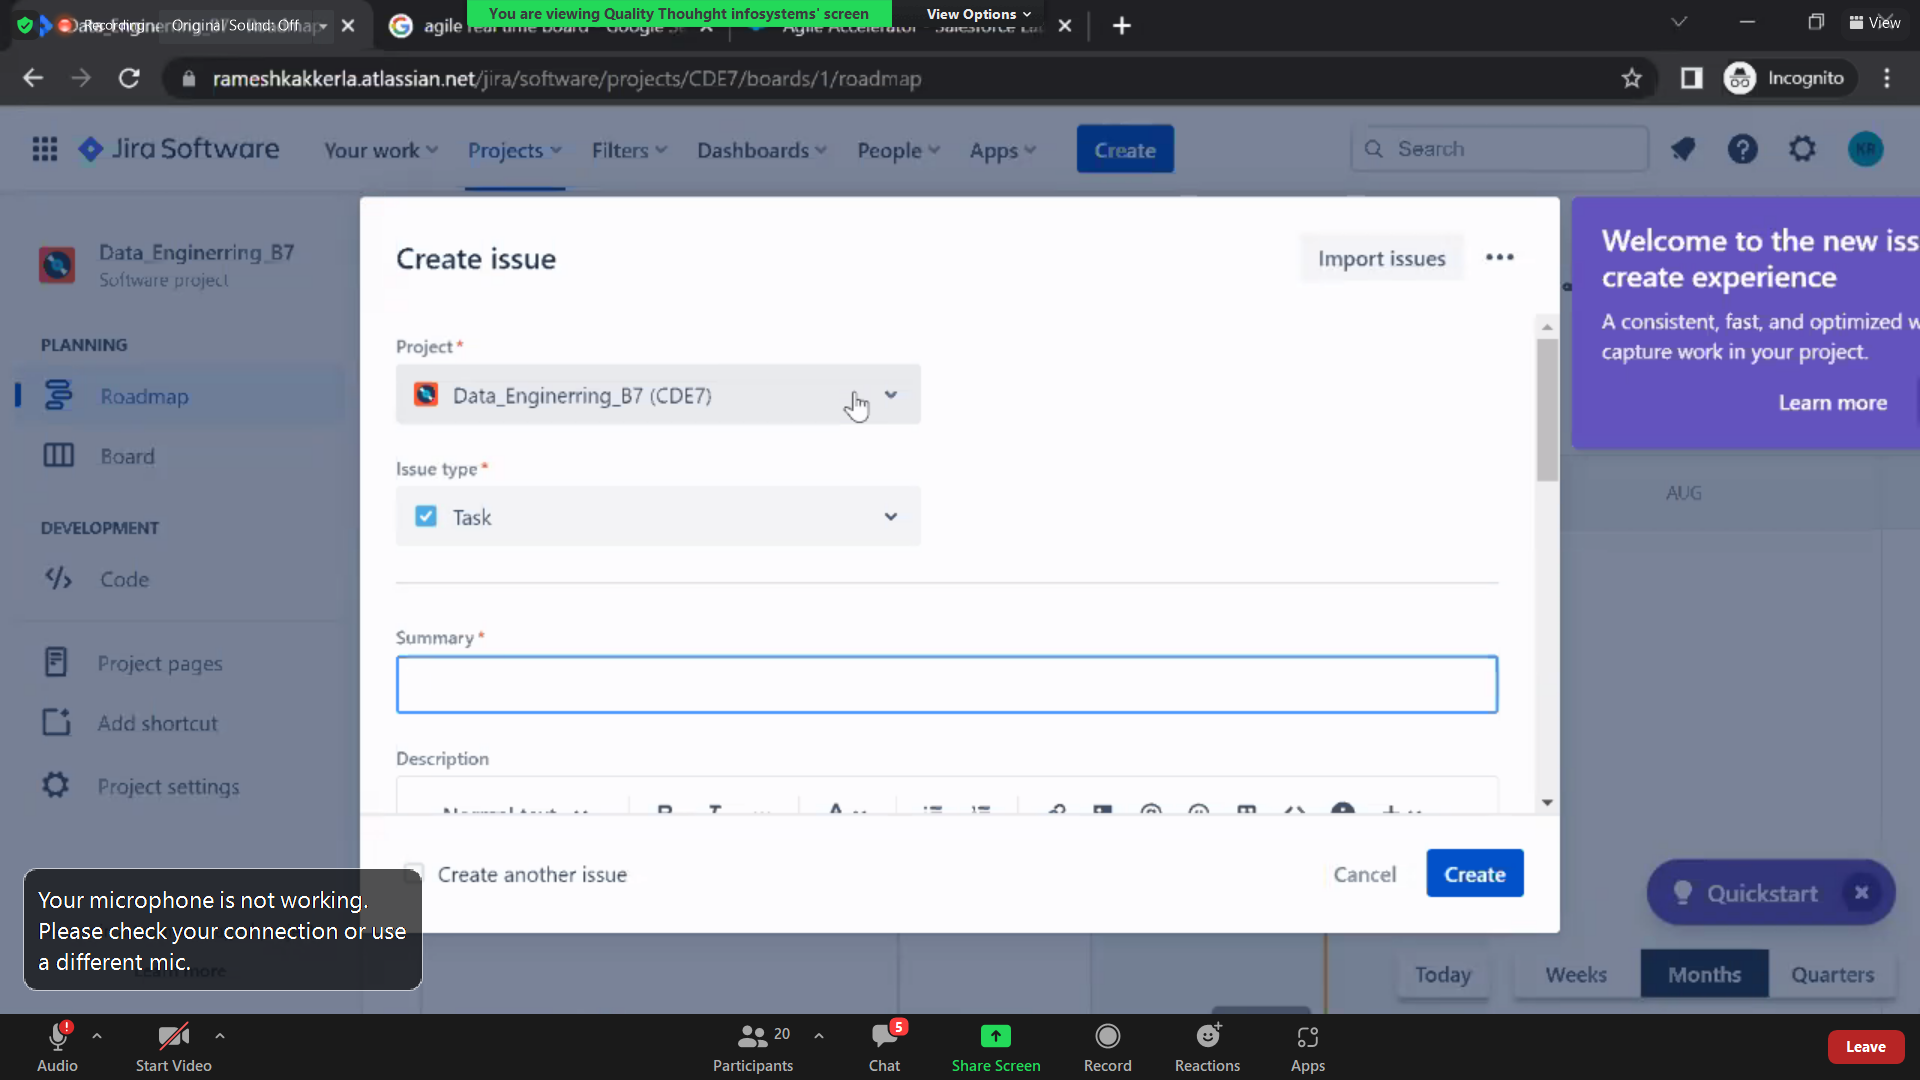 You are viewing Quality Thouhght infosystems' screen
View Options
Recording
Original Sound: Off
View
rameshkakkerla.atlassian.net/jira/software/projects/CDE7/boards/1/roadmap
Incognito
Jira Software
Your work
Projects
Filters
Dashboards
People
Apps
Create
Search
KR
Data_Enginerring_B7
Software project
PLANNING
Roadmap
Board
DEVELOPMENT
Code
Project pages
Add shortcut
Project settings
Create issue
Import issues
Project *
Data_Enginerring_B7 (CDE7)
Issue type *
Task
Summary *
Description
Normal text
Create another issue
Cancel
Create
Welcome to the new iss
create experience
A consistent, fast, and optimized w
capture work in your project.
Learn more
AUG
Quickstart
Today
Weeks
Months
Quarters
Your microphone is not working.
Please check your connection or use
a different mic.
Audio
Start Video
20
Participants
5
Chat
Share Screen
Record
Reactions
Apps
Leave